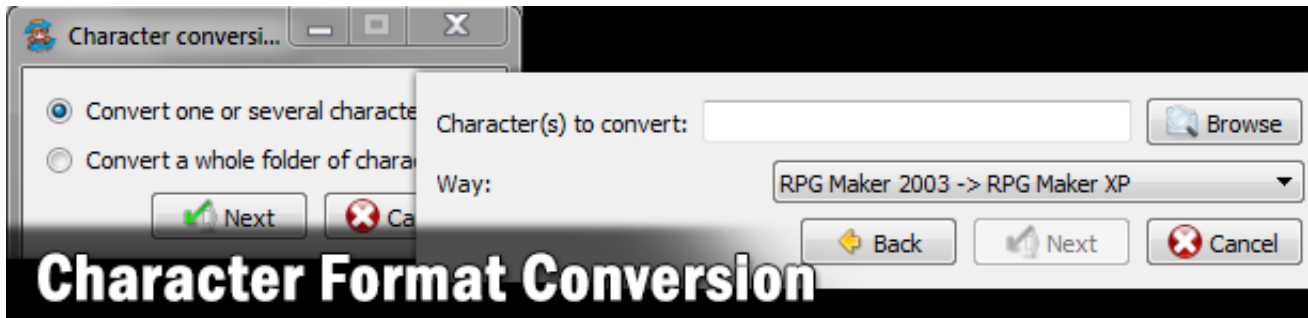 Character conversi...
Convert one or several characte
Convert a whole folder of chara
Next
Ca
Character(s) to convert:
Browse
Way:
RPG Maker 2003 -> RPG Maker XP
Back
Next
Cancel
Character Format Conversion